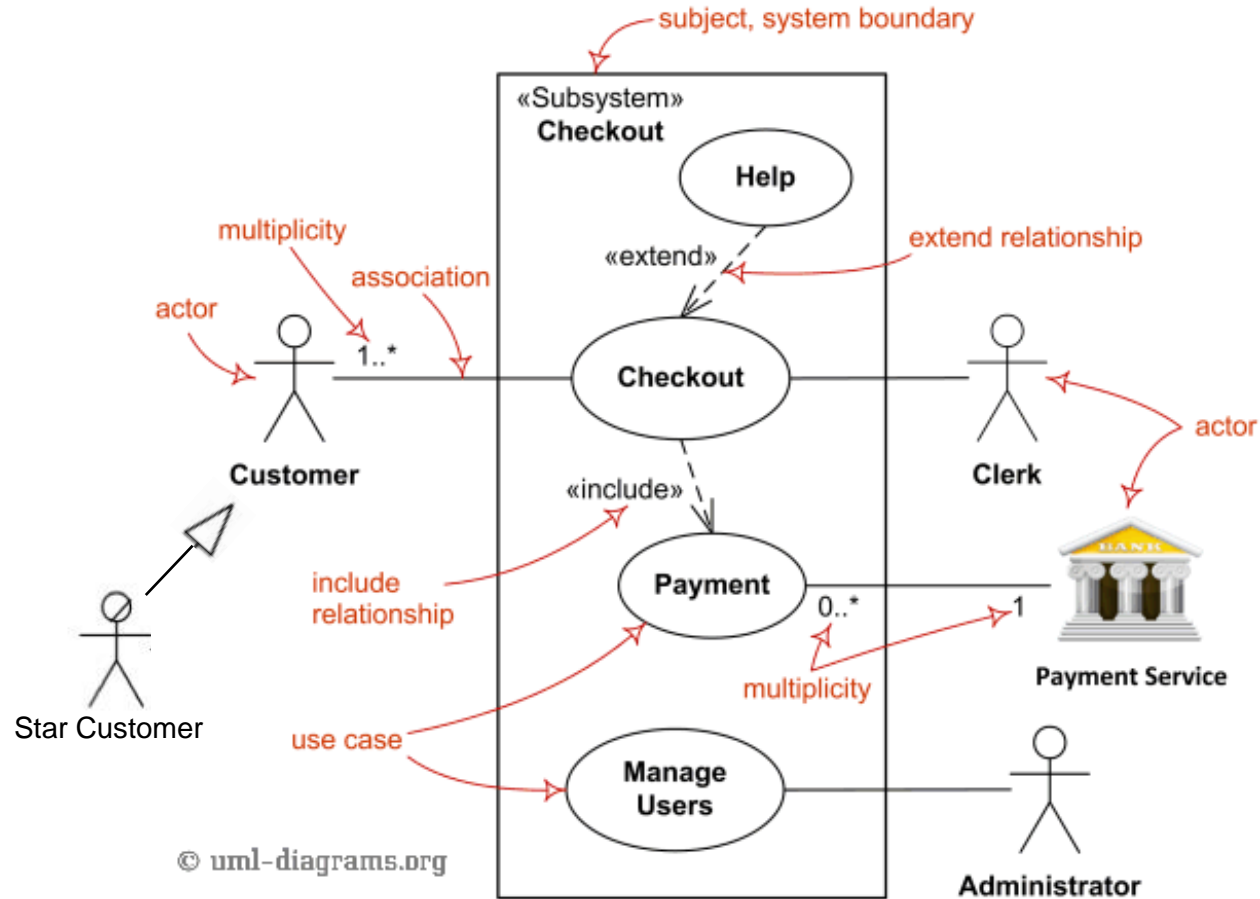 subject, system boundary
«Subsystem»
Checkout
Help
multiplicity
«extend»
extend relationship
association
actor
1..*
Checkout
actor
Customer
Clerk
«include»
BANK
include
relationship
Payment
0..*
1
multiplicity
Payment Service
Star Customer
use case
Manage
Users
© uml-diagrams.org
Administrator